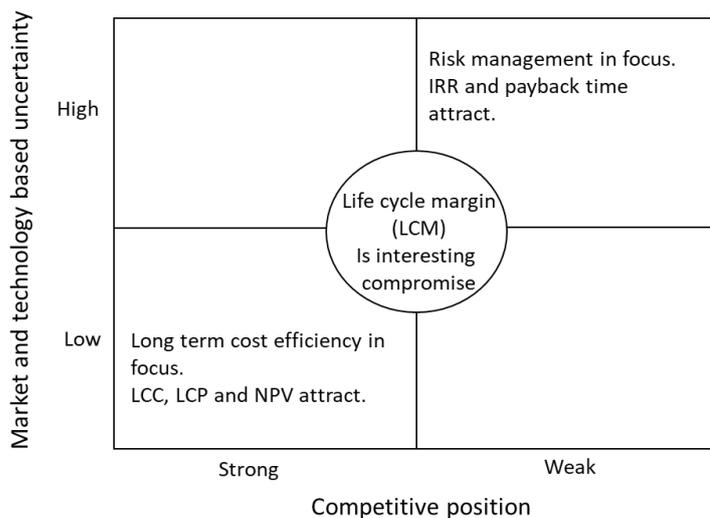 Market and technology based uncertainty
High
Risk management in focus.
IRR and payback time
attract.
Life cycle margin
(LCM)
Is interesting
compromise
Low
Long term cost efficiency in
focus.
LCC, LCP and NPV attract.
Strong
Weak
Competitive position